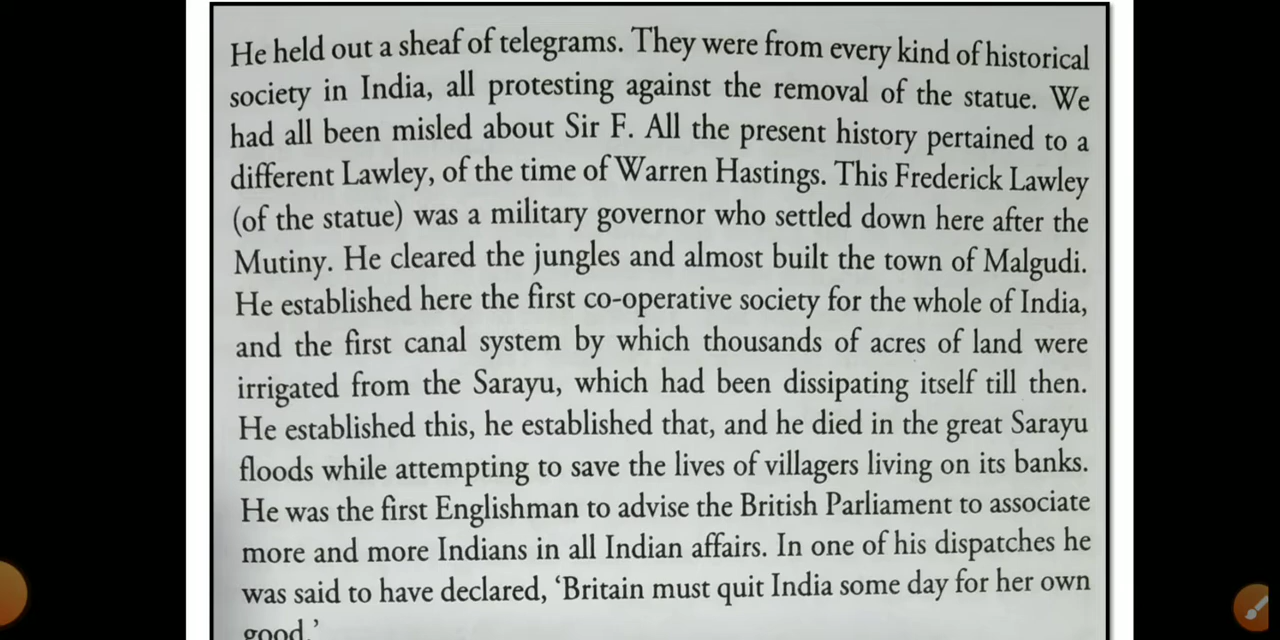 He held out a sheaf of telegrams. They were from every kind of historical
society in India, all protesting against the removal of the statue. We
had all been misled about Sir F. All the present history pertained to a
different Lawley, of the time of Warren Hastings. This Frederick Lawley
(of the statue) was a military governor who settled down here after the
Mutiny. He cleared the jungles and almost built the town of Malgudi.
He established here the first co-operative society for the whole of India,
and the first canal system by which thousands of acres of land were
irrigated from the Sarayu, which had been dissipating itself till then.
He established this, he established that, and he died in the great Sarayu
floods while attempting to save the lives of villagers living on its banks.
He was the first Englishman to advise the British Parliament to associate
more and more Indians in all Indian affairs. In one of his dispatches he
was said to have declared, ‘Britain must quit India some day for her own
good.’